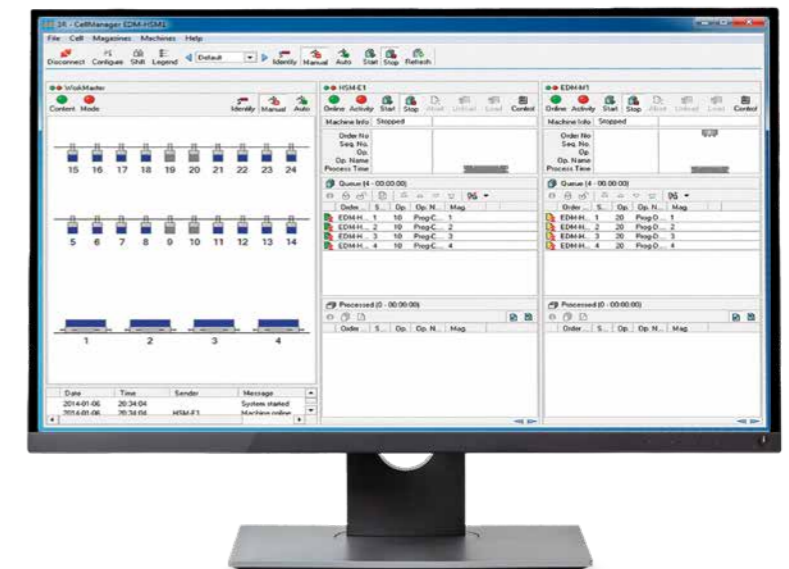 3R - CellManager EDM-HSM1
File Cell Magazines Machines Help
Disconnect Configure Shift Legend Default Identify Manual Auto Start Stop Refresh
WorkMaster
Content Mode Identify Manual Auto
15 16 17 18 19 20 21 22 23 24
5 6 7 8 9 10 11 12 13 14
1 2 3 4
Date Time Sender Message
2014-01-06 20:34:04 System started
2014-01-06 20:34:04 HSM-E1 Machine online
HSM-E1
Online Activity Start Stop Abort Unload Load Control
Machine Info Stopped
Order No
Seq. No.
Op.
Op. Name
Process Time
Queue (4 - 00:00:00)
Order ... S... Op. Op. N... Mag.
EDM-H... 1 10 Prog-C... 1
EDM-H... 2 10 Prog-C... 2
EDM-H... 3 10 Prog-C... 3
EDM-H... 4 10 Prog-C... 4
Processed (0 - 00:00:00)
Order ... S... Op. Op. N... Mag.
EDM-M1
Online Activity Start Stop Abort Unload Load Control
Machine Info Stopped
Order No
Seq. No.
Op.
Op. Name
Process Time
Queue (4 - 00:00:00)
Order ... S... Op. Op. N... Mag.
EDM-H... 1 20 Prog-D... 1
EDM-H... 2 20 Prog-D... 2
EDM-H... 3 20 Prog-D... 3
EDM-H... 4 20 Prog-D... 4
Processed (0 - 00:00:00)
Order ... S... Op. Op. N... Mag.